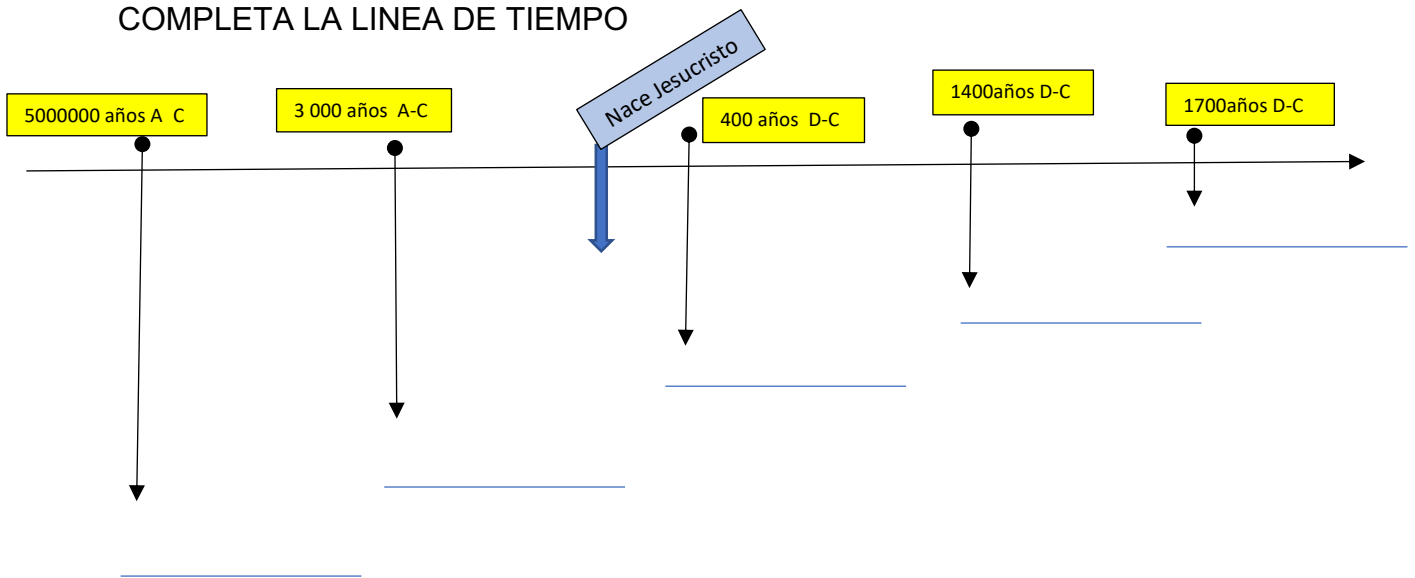 COMPLETA LA LINEA DE TIEMPO
5000000 años A C
3 000 años A-C
Nace Jesucristo
400 años D-C
1400años D-C
1700años D-C